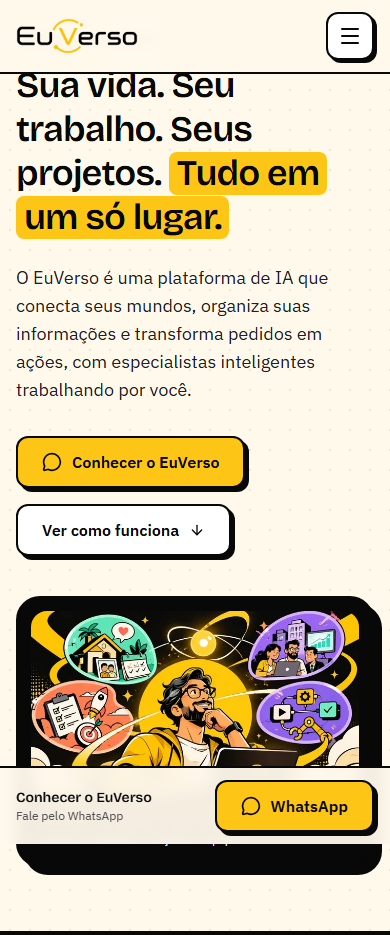 EuVerso
Sua vida. Seu
trabalho. Seus
projetos. Tudo em
um só lugar.
O EuVerso é uma plataforma de IA que
conecta seus mundos, organiza suas
informações e transforma pedidos em
ações, com especialistas inteligentes
trabalhando por você.
Conhecer o EuVerso
Ver como funciona
Conhecer o EuVerso
Fale pelo WhatsApp
WhatsApp